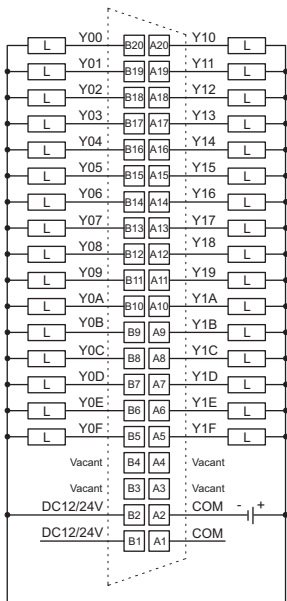 L Y00 B20 A20 Y10 L
L Y01 B19 A19 Y11 L
L Y02 B18 A18 Y12 L
L Y03 B17 A17 Y13 L
L Y04 B16 A16 Y14 L
L Y05 B15 A15 Y15 L
L Y06 B14 A14 Y16 L
L Y07 B13 A13 Y17 L
L Y08 B12 A12 Y18 L
L Y09 B11 A11 Y19 L
L Y0A B10 A10 Y1A L
L Y0B B9 A9 Y1B L
L Y0C B8 A8 Y1C L
L Y0D B7 A7 Y1D L
L Y0E B6 A6 Y1E L
L Y0F B5 A5 Y1F L
Vacant B4 A4 Vacant
Vacant B3 A3 Vacant
DC12/24V B2 A2 COM - +
DC12/24V B1 A1 COM